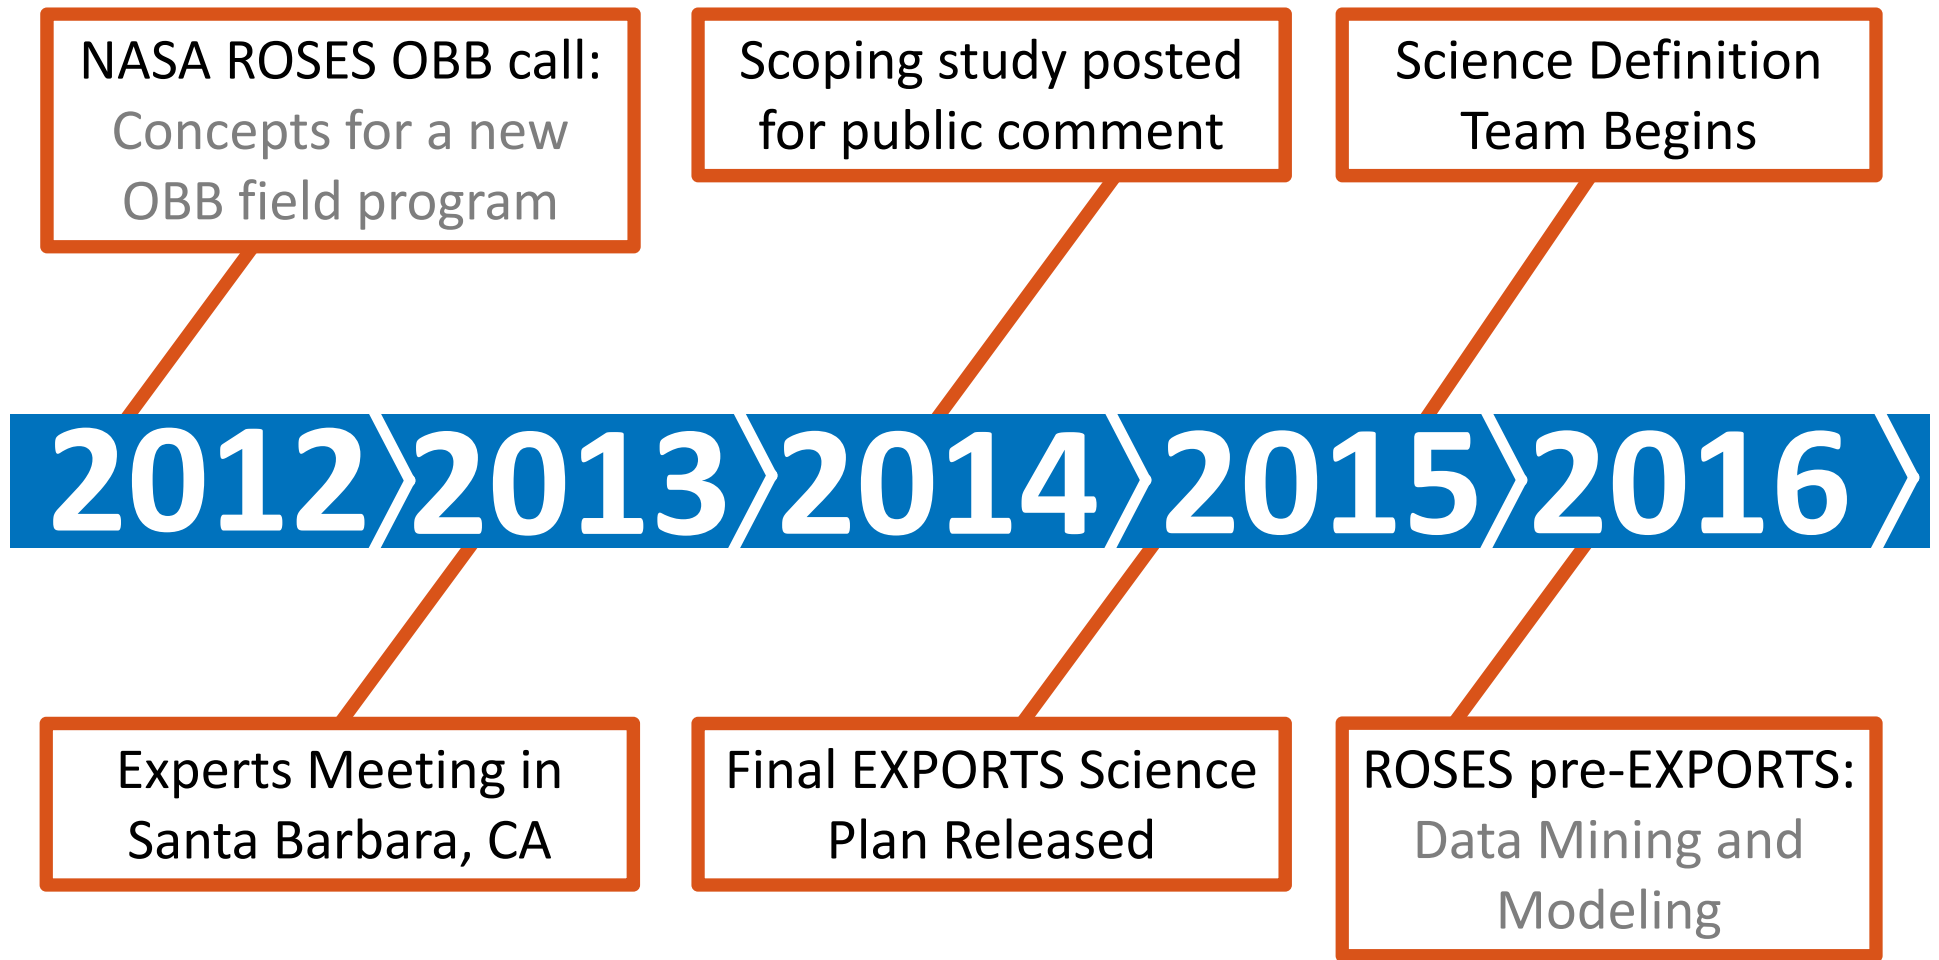 NASA ROSES OBB call:
Concepts for a new
OBB field program
Scoping study posted
for public comment
Science Definition
Team Begins
2012
2013
2014
2015
2016
Experts Meeting in
Santa Barbara, CA
Final EXPORTS Science
Plan Released
ROSES pre-EXPORTS:
Data Mining and
Modeling